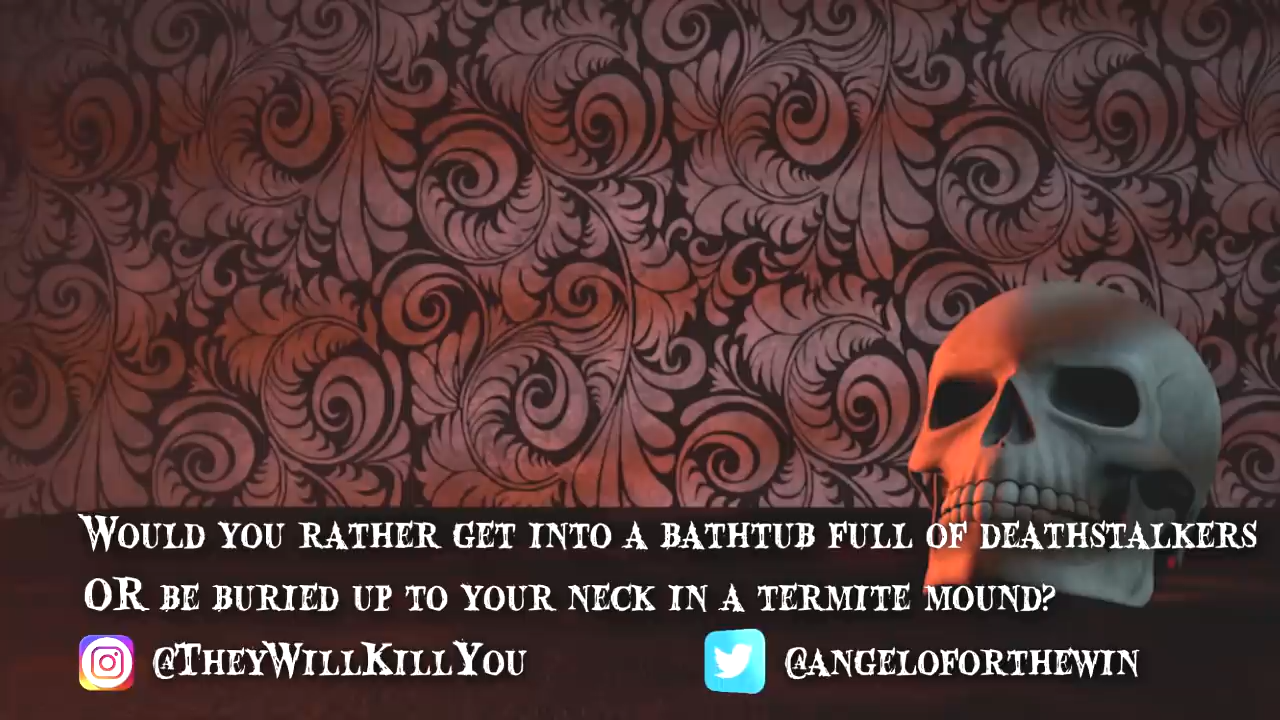 Would you rather get into a bathtub full of deathstalkers
OR be buried up to your neck in a termite mound?
@TheyWillKillYou
@angeloforthewin